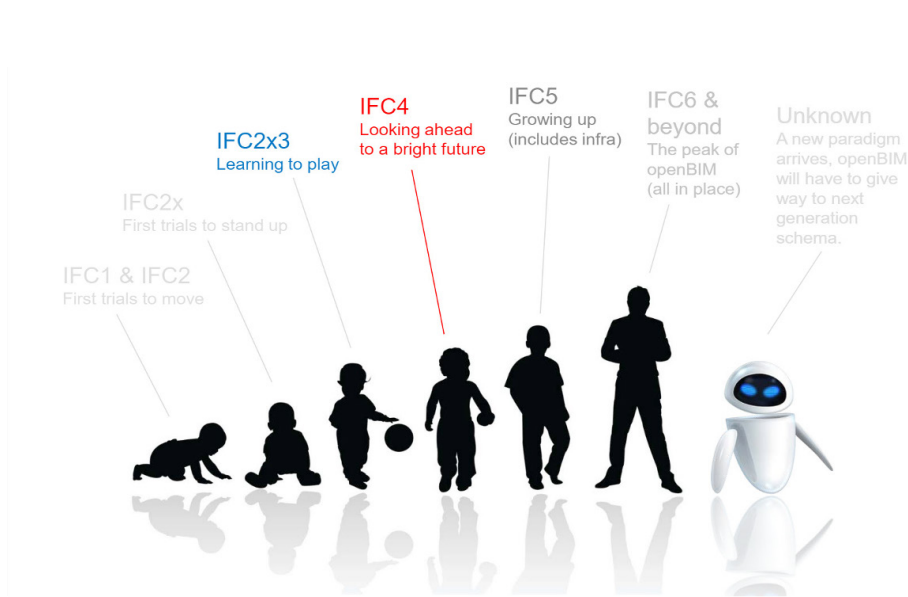 IFC1 & IFC2
First trials to move
IFC2x
First trials to stand up
IFC2x3
Learning to play
IFC4
Looking ahead
to a bright future
IFC5
Growing up
(includes infra)
IFC6 &
beyond
The peak of
openBIM
(all in place)
Unknown
A new paradigm
arrives, openBIM
will have to give
way to next
generation
schema.